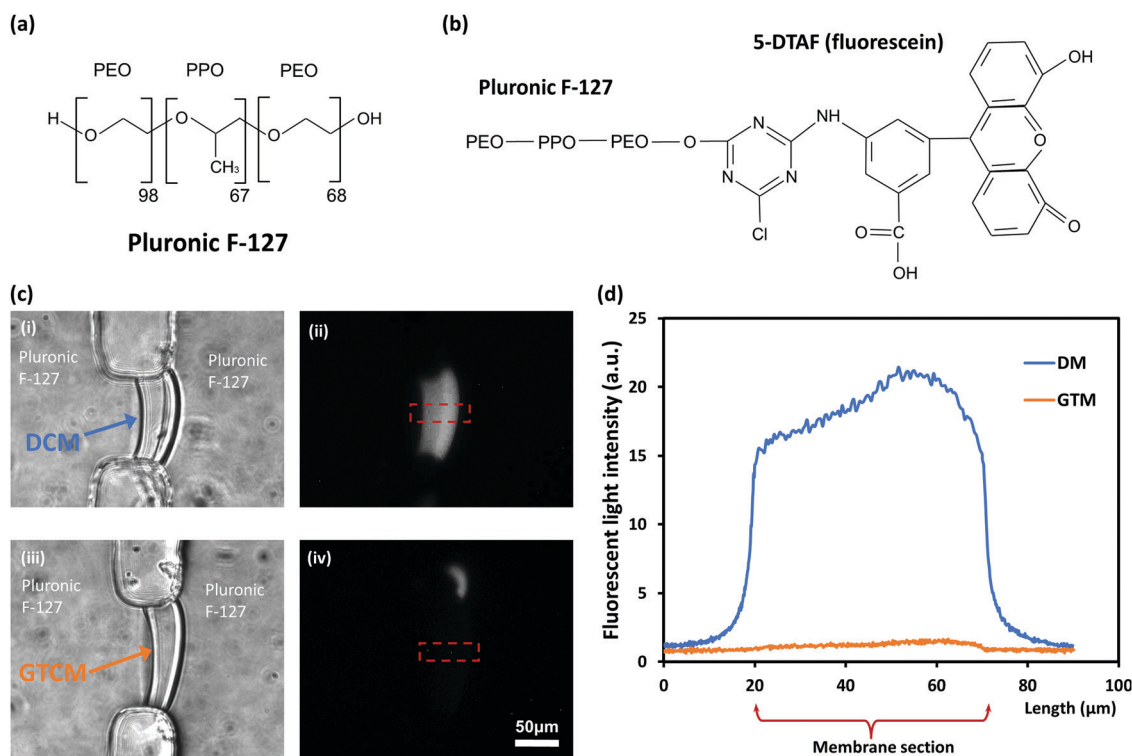 (a)
PEO PPO PEO
H O O O OH
CH3
98 67 68
Pluronic F-127
(b)
5-DTAF (fluorescein)
Pluronic F-127
PEO PPO PEO O
N N N
NH
Cl
O C
OH
OH
O
O
(c)
(i)
Pluronic
F-127
Pluronic
F-127
DCM
(ii)
(iii)
Pluronic
F-127
Pluronic
F-127
GTCM
(iv)
50μm
(d)
Fluorescent light intensity (a.u.)
25
20
15
10
5
0
DM
GTM
0 20 40 60 80 100
Length (μm)
Membrane section